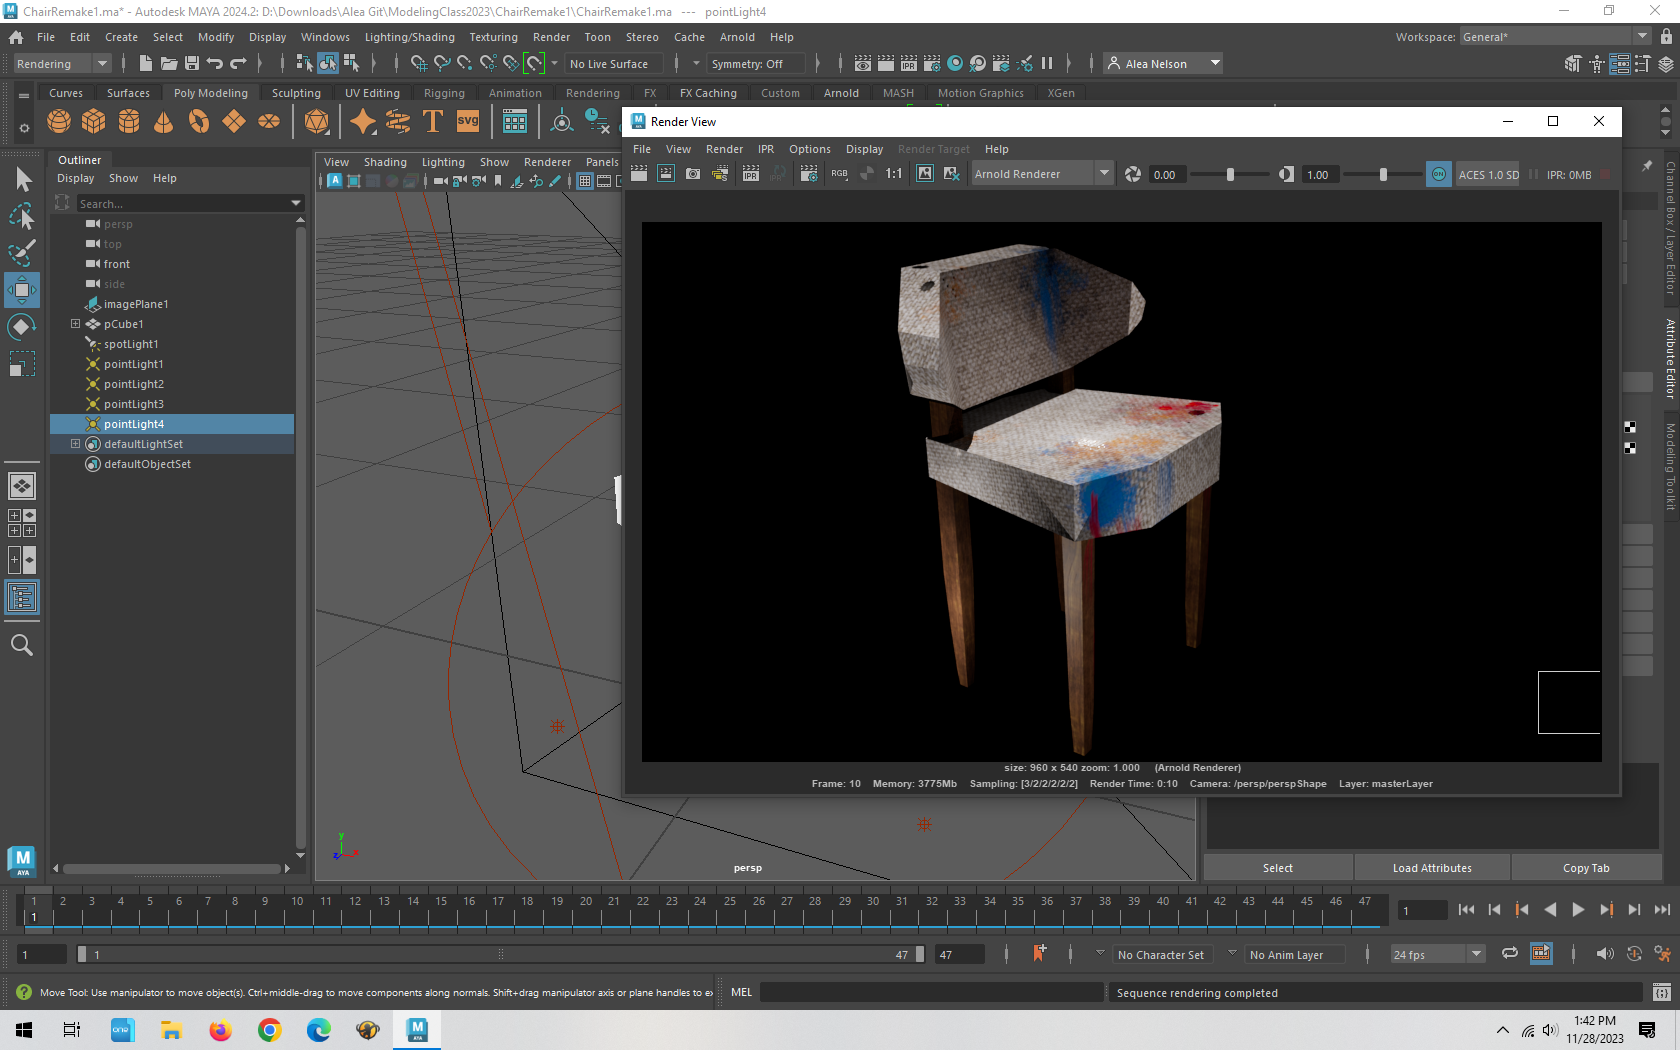 ChairRemake1.ma* - Autodesk MAYA 2024.2: D:\Downloads\Alea Git\ModelingClass2023\ChairRemake1\ChairRemake1.ma --- pointLight4
File Edit Create Select Modify Display Windows Lighting/Shading Texturing Render Toon Stereo Cache Arnold Help
Workspace: General*
Rendering
No Live Surface
Symmetry: Off
IPR
Alea Nelson
Curves Surfaces Poly Modeling Sculpting UV Editing Rigging Animation Rendering FX FX Caching Custom Arnold MASH Motion Graphics XGen
T
svg
Outliner
Display Show Help
Search...
persp
top
front
side
imagePlane1
pCube1
spotLight1
pointLight1
pointLight2
pointLight3
pointLight4
defaultLightSet
defaultObjectSet
View Shading Lighting Show Renderer Panels
Render View
File View Render IPR Options Display Render Target Help
IPR
RGB
1:1
Arnold Renderer
0.00
1.00
ON
ACES 1.0 SD
IPR: 0MB
size: 960 x 540 zoom: 1.000 (Arnold Renderer)
Frame: 10 Memory: 3775Mb Sampling: [3/2/2/2/2/2] Render Time: 0:10 Camera: /persp/perspShape Layer: masterLayer
y
z
x
persp
Channel Box / Layer Editor
Attribute Editor
Modeling Toolkit
Select
Load Attributes
Copy Tab
M
AYA
1 2 3 4 5 6 7 8 9 10 11 12 13 14 15 16 17 18 19 20 21 22 23 24 25 26 27 28 29 30 31 32 33 34 35 36 37 38 39 40 41 42 43 44 45 46 47
1
1
1
1
47
47
No Character Set
No Anim Layer
24 fps
Move Tool: Use manipulator to move object(s). Ctrl+middle-drag to move components along normals. Shift+drag manipulator axis or plane handles to ex
MEL
Sequence rendering completed
one
M
AYA
1:42 PM
11/28/2023